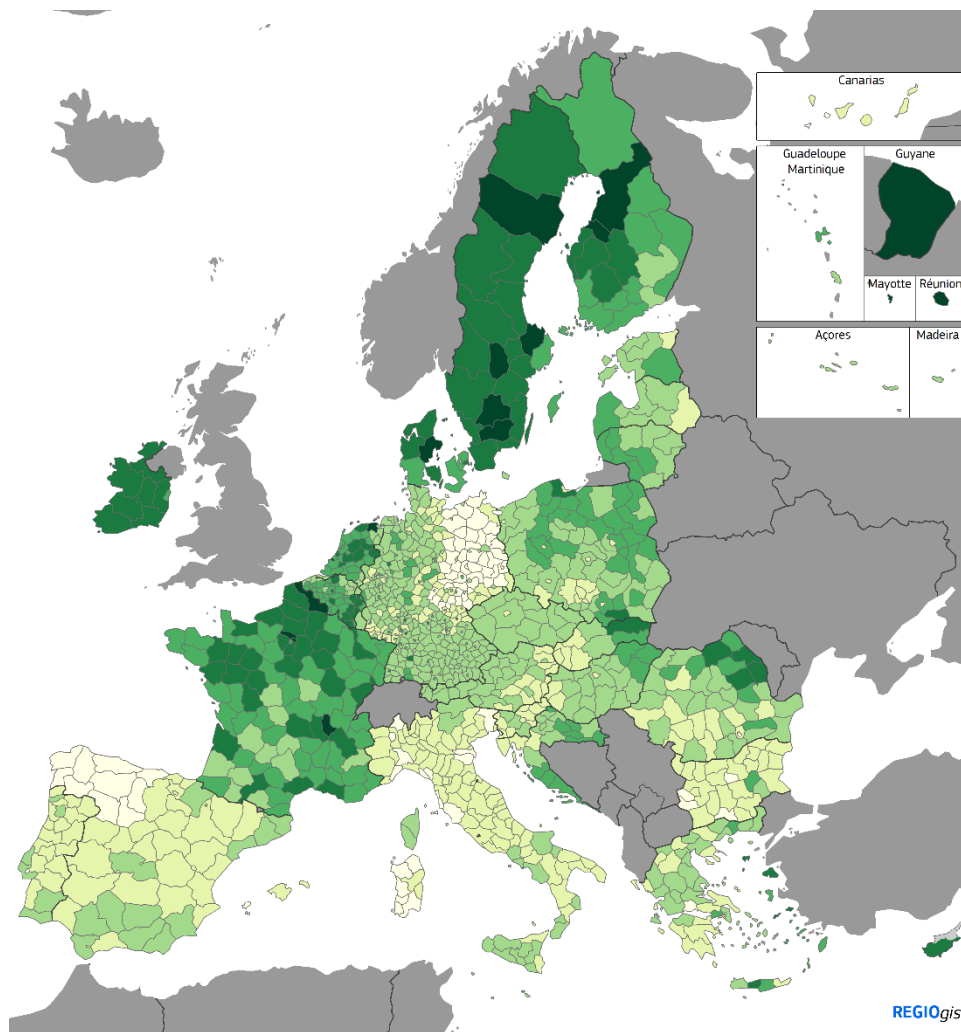 Canarias
Guadeloupe
Martinique
Guyane
Mayotte
Réunion
Açores
Madeira
REGIOgis